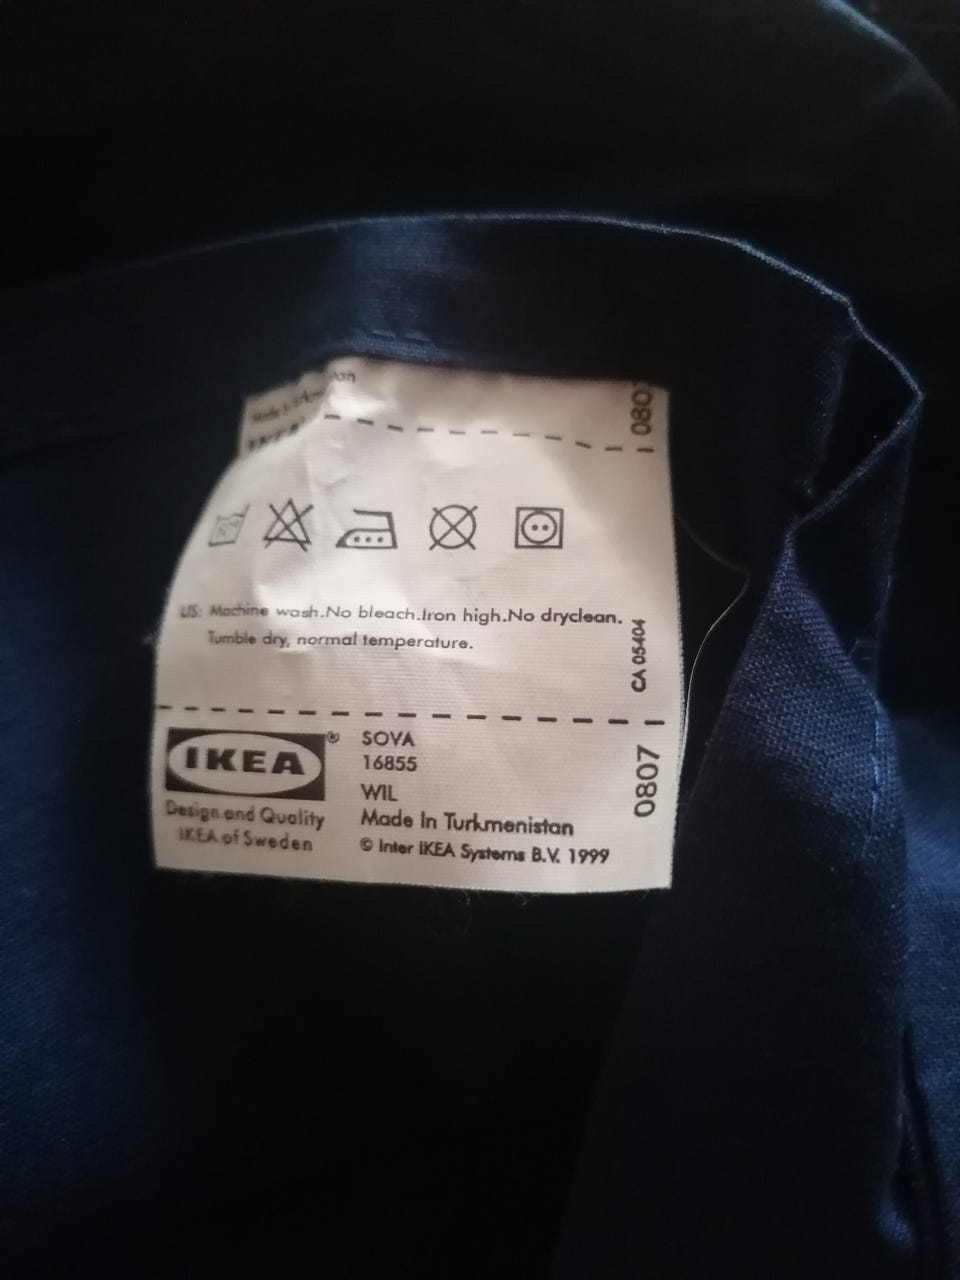 0807
US: Machine wash.No bleach.Iron high.No dryclean.
Tumble dry, normal temperature.
CA 05404
IKEA®
Design and Quality
IKEA of Sweden
SOVA
16855
WIL
Made In Turkmenistan
© Inter IKEA Systems B.V. 1999
0807